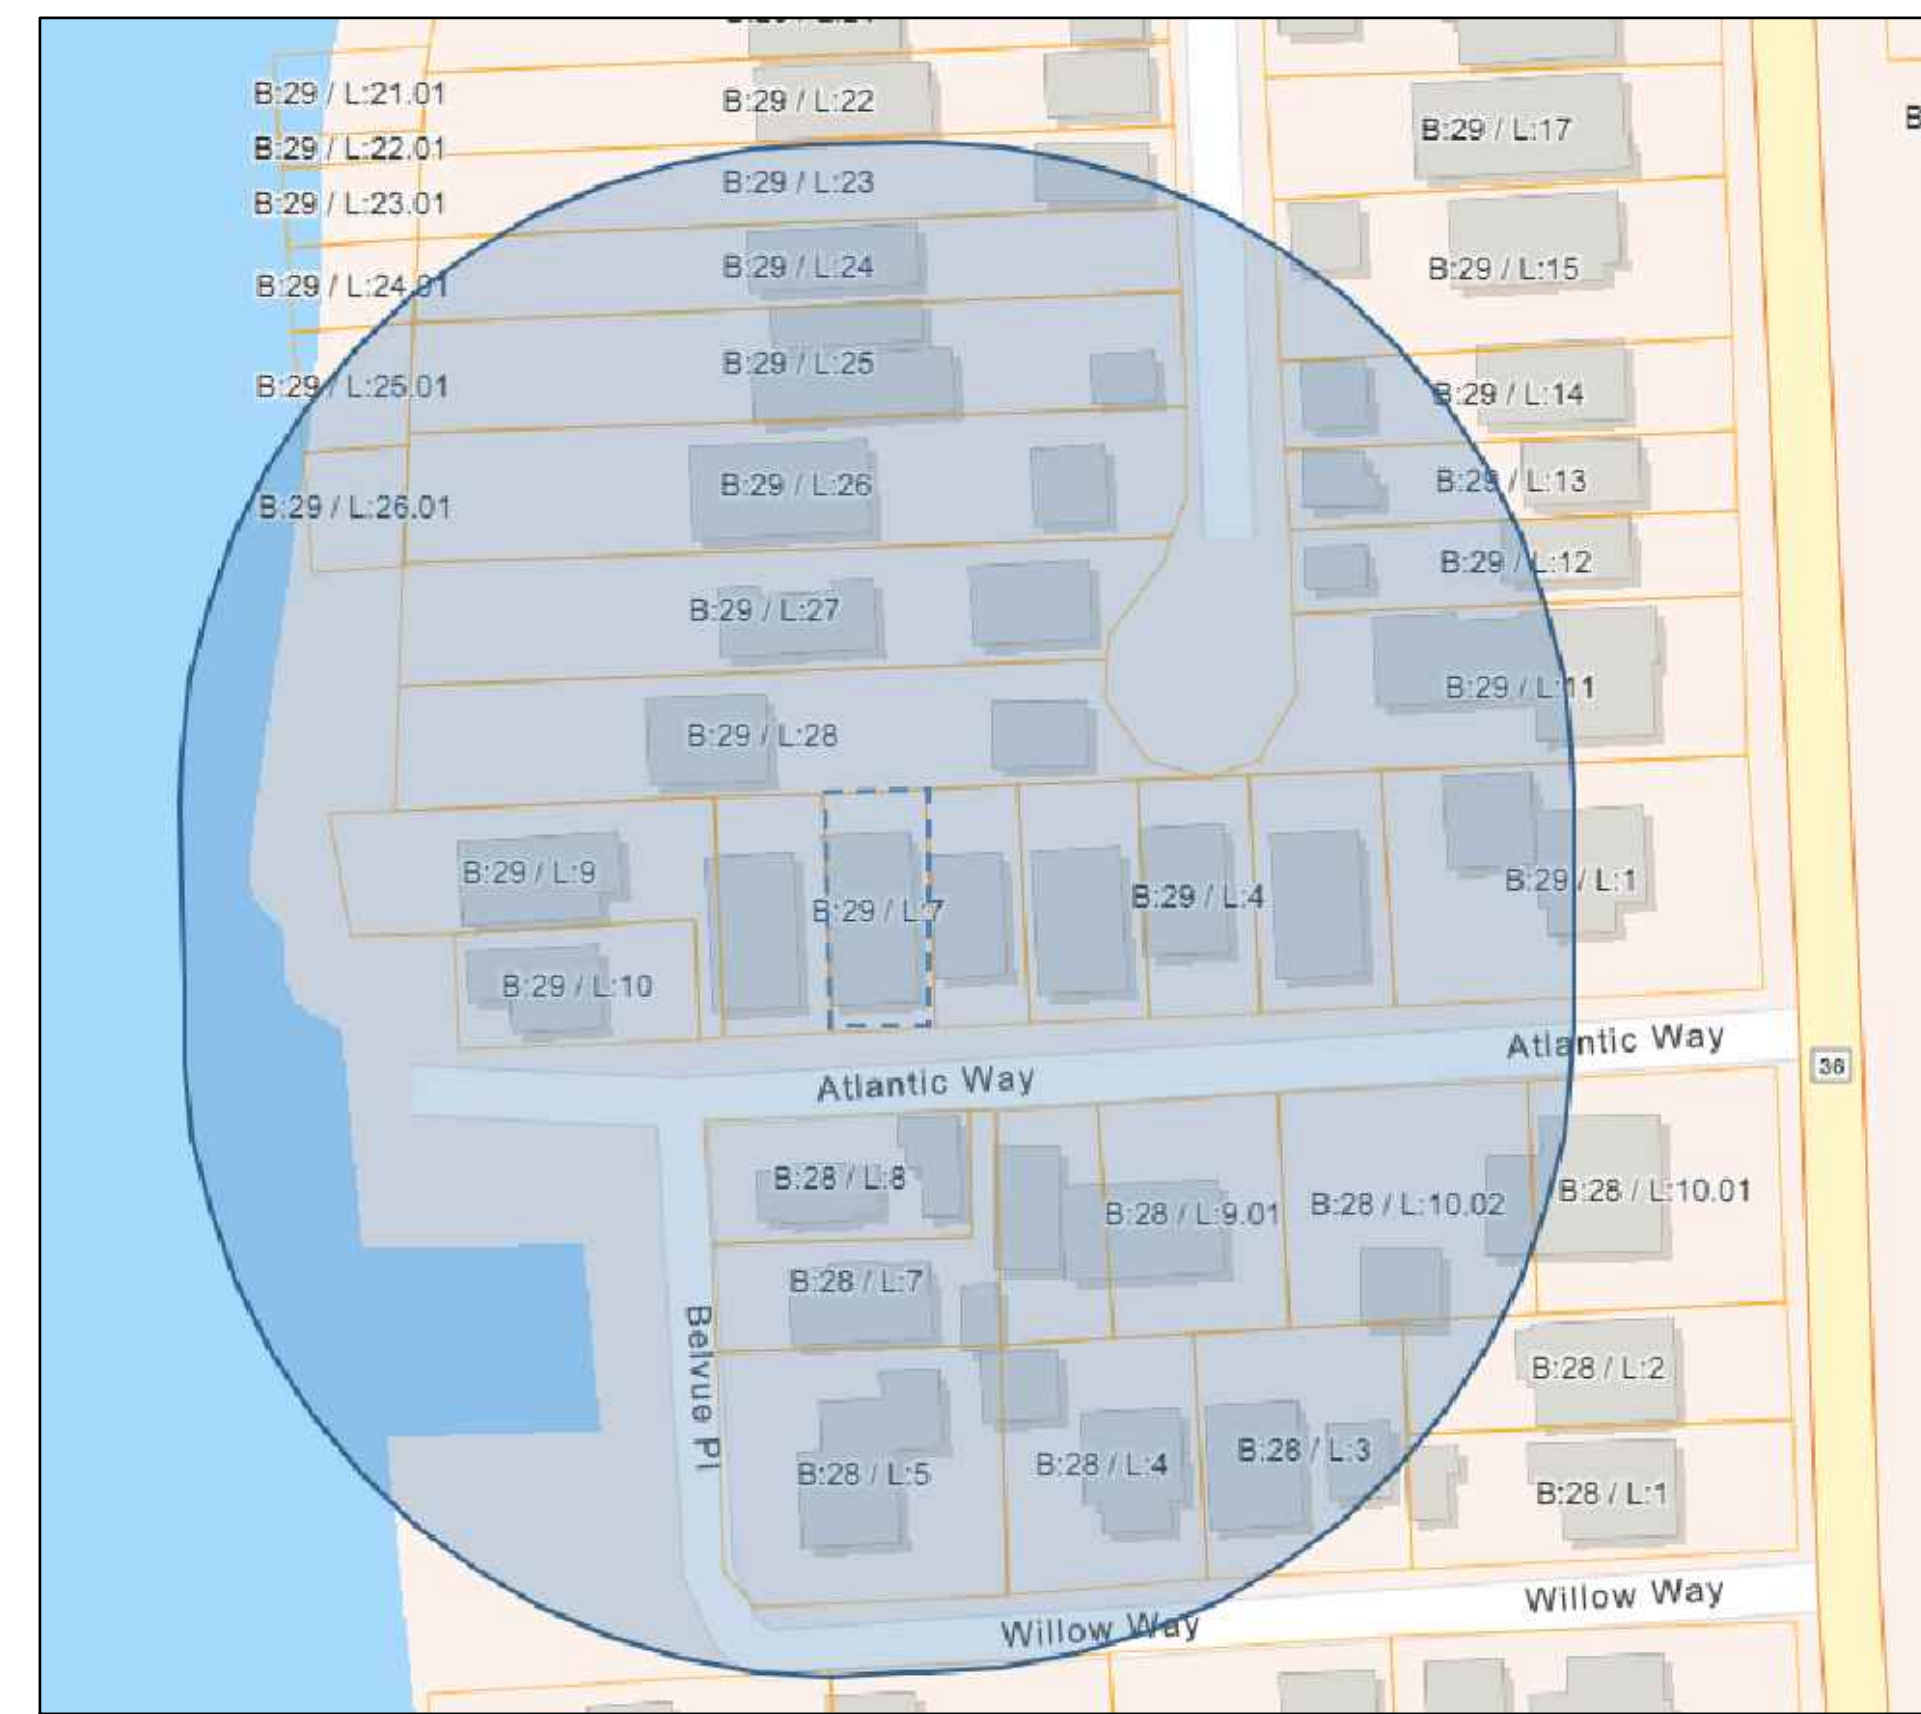 B:29 / L:21.01
B:29 / L:22
B:29 / L:17
B:29 / L:22.01
B:29 / L:23
B:29 / L:23.01
B:29 / L:24
B:29 / L:15
B:29 / L:24.01
B:29 / L:25
B:29 / L:25.01
B:29 / L:14
B:29 / L:26
B:29 / L:13
B:29 / L:26.01
B:29 / L:12
B:29 / L:27
B:29 / L:11
B:29 / L:28
B:29 / L:9
B:29 / L:7
B:29 / L:4
B:29 / L:1
B:29 / L:10
Atlantic Way
Atlantic Way
36
B:28 / L:8
B:28 / L:9.01
B:28 / L:10.02
B:28 / L:10.01
B:28 / L:7
Belvue Pl
B:28 / L:2
B:28 / L:5
B:28 / L:4
B:28 / L:3
B:28 / L:1
Willow Way
Willow Way